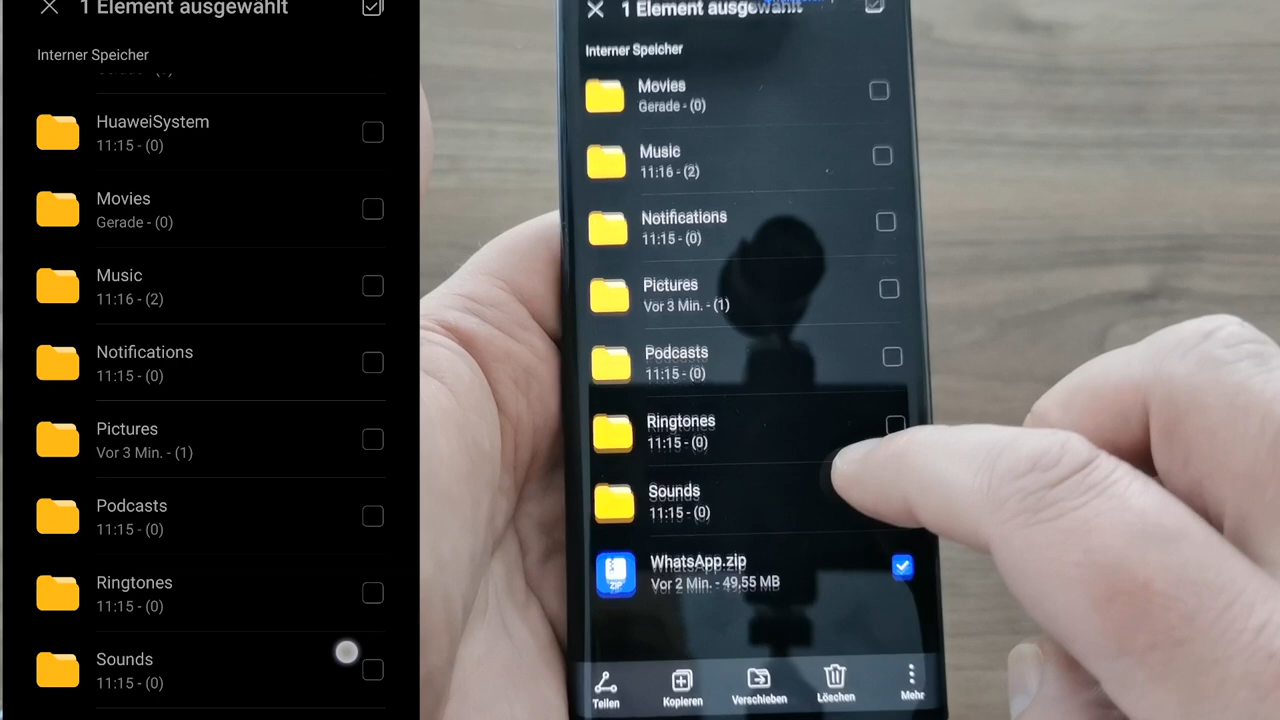 1 Element ausgewählt
Interner Speicher
HuaweiSystem
11:15 - (0)
Movies
Gerade - (0)
Music
11:16 - (2)
Notifications
11:15 - (0)
Pictures
Vor 3 Min. - (1)
Podcasts
11:15 - (0)
Ringtones
11:15 - (0)
Sounds
11:15 - (0)
1 Element ausgewählt
Interner Speicher
Movies
Gerade - (0)
Music
11:16 - (2)
Notifications
11:15 - (0)
Pictures
Vor 3 Min. - (1)
Podcasts
11:15 - (0)
Ringtones
11:15 - (0)
Sounds
11:15 - (0)
WhatsApp.zip
Vor 2 Min. - 49,55 MB
ZIP
Teilen
Kopieren
Verschieben
Löschen
Mehr